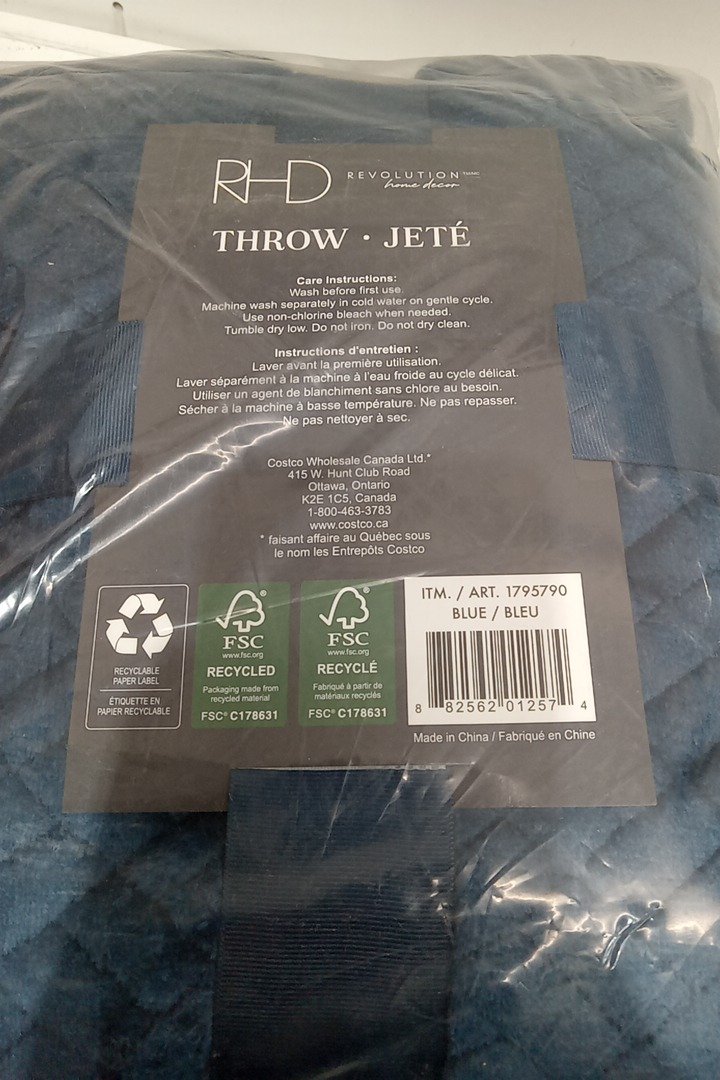 RHD REVOLUTION TM/MC
home decor
THROW · JETÉ
Care Instructions:
Wash before first use.
Machine wash separately in cold water on gentle cycle.
Use non-chlorine bleach when needed.
Tumble dry low. Do not iron. Do not dry clean.
Instructions d'entretien :
Laver avant la première utilisation.
Laver séparément à la machine à l'eau froide au cycle délicat.
Utiliser un agent de blanchiment sans chlore au besoin.
Sécher à la machine à basse température. Ne pas repasser.
Ne pas nettoyer à sec.
Costco Wholesale Canada Ltd.*
415 W. Hunt Club Road
Ottawa, Ontario
K2E 1C5, Canada
1-800-463-3783
www.costco.ca
* faisant affaire au Québec sous
le nom les Entrepôts Costco
RECYCLABLE
PAPER LABEL
ÉTIQUETTE EN
PAPIER RECYCLABLE
®
FSC
www.fsc.org
RECYCLED
Packaging made from
recycled material
FSC® C178631
®
FSC
www.fsc.org
RECYCLÉ
Fabriqué à partir de
matériaux recyclés
FSC® C178631
ITM. / ART. 1795790
BLUE / BLEU
8 82562 01257 4
Made in China / Fabriqué en Chine